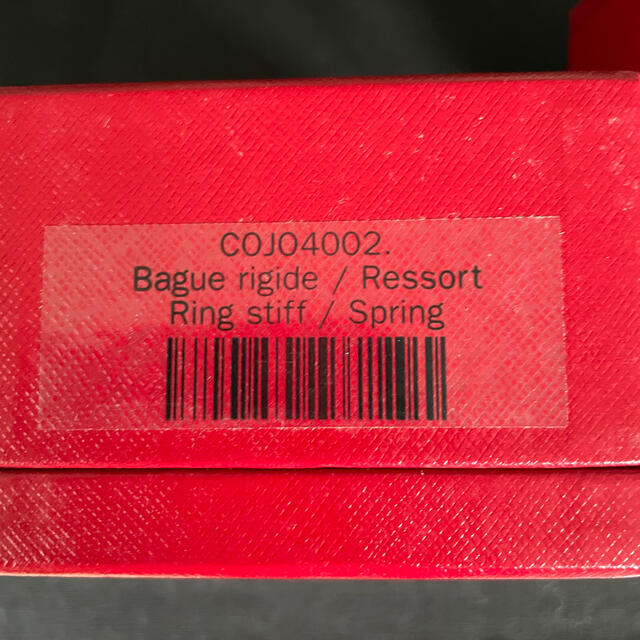 COJO4002.
Bague rigide / Ressort
Ring stiff / Spring